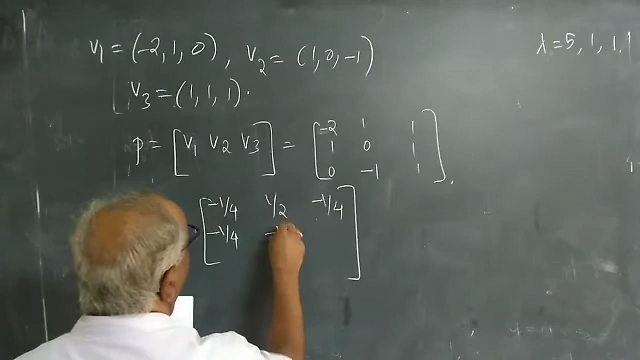 v₁ = (-2, 1, 0), v₂ = (1, 0, -1)
λ = 5, 1, 1.
v₃ = (1, 1, 1).
p = [v₁ v₂ v₃] = [-2 1 1
1 0 1
0 -1 1].
-1/4 1/2 -1/4
-1/4